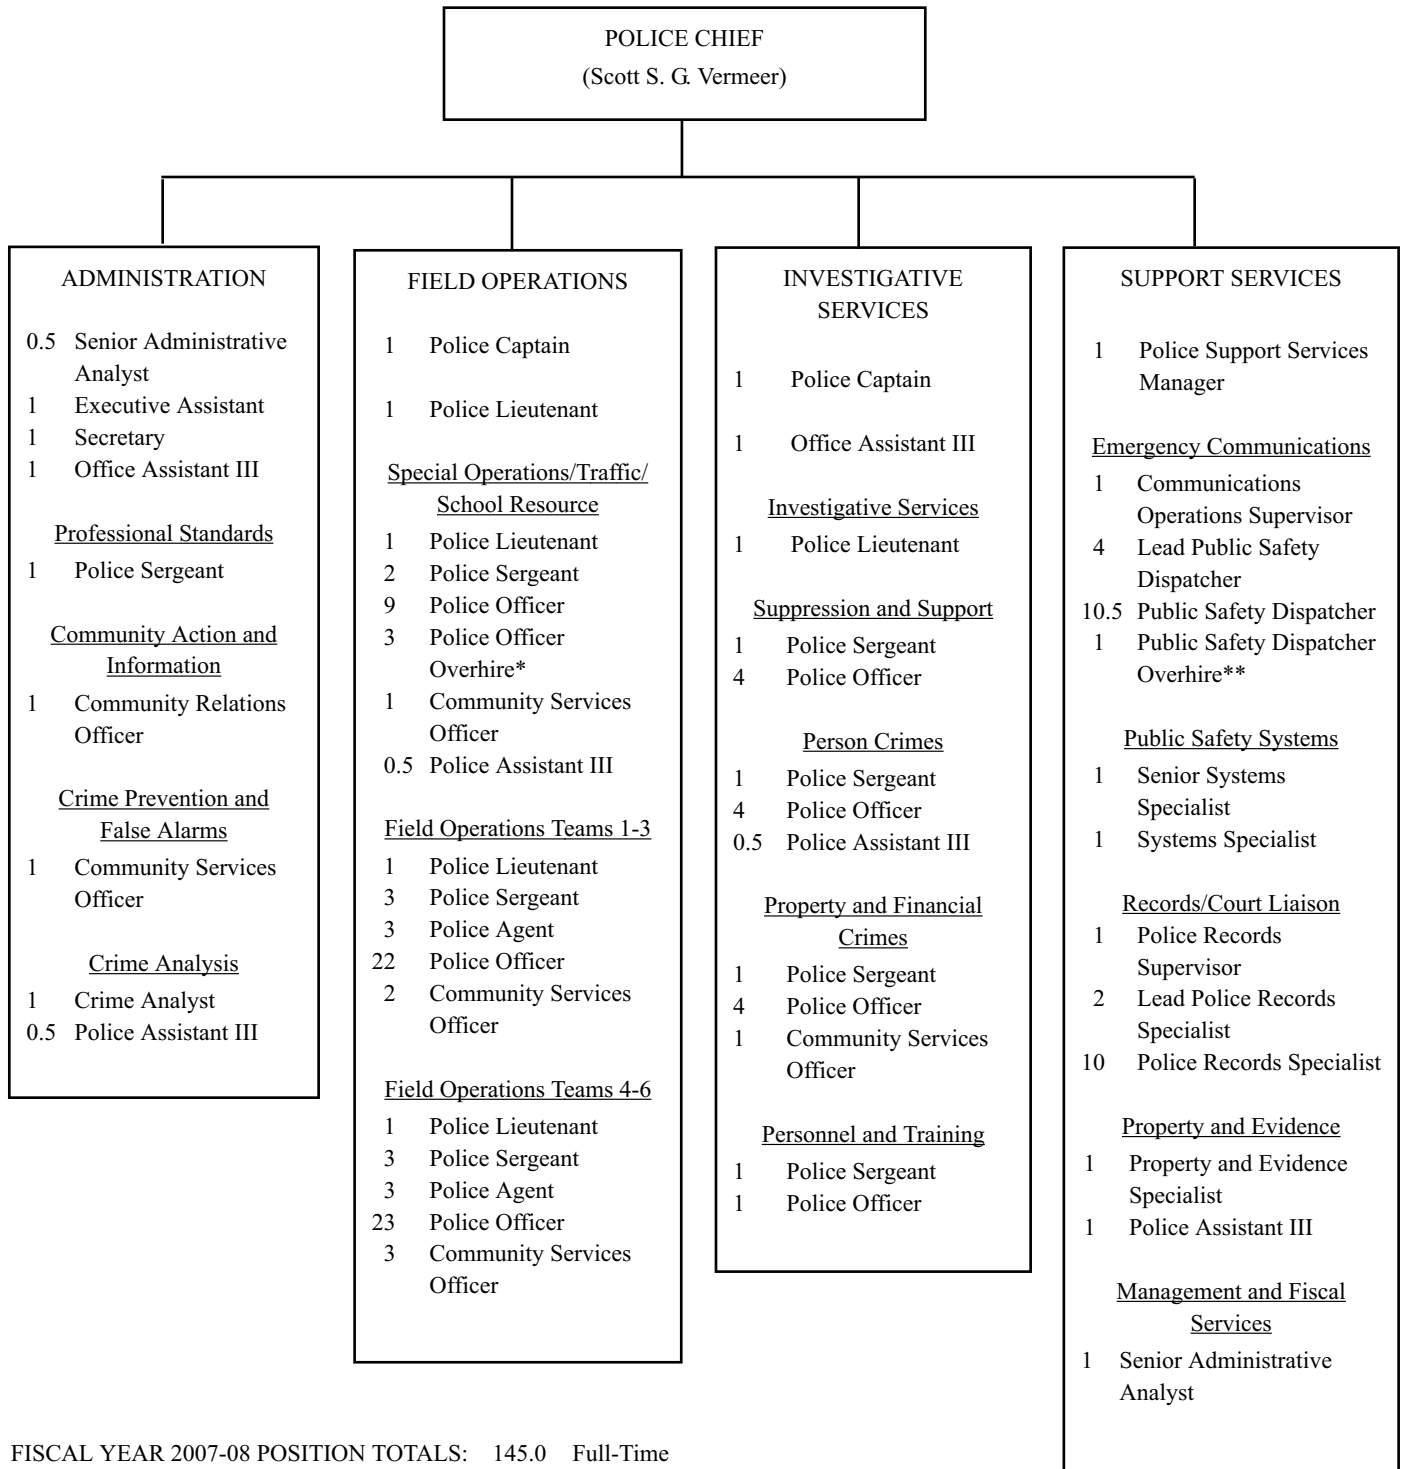 POLICE CHIEF
(Scott S. G. Vermeer)
ADMINISTRATION
0.5 Senior Administrative
Analyst
1 Executive Assistant
1 Secretary
1 Office Assistant III
Professional Standards
1 Police Sergeant
Community Action and
Information
1 Community Relations
Officer
Crime Prevention and
False Alarms
1 Community Services
Officer
Crime Analysis
1 Crime Analyst
0.5 Police Assistant III
FIELD OPERATIONS
1 Police Captain
1 Police Lieutenant
Special Operations/Traffic/
School Resource
1 Police Lieutenant
2 Police Sergeant
9 Police Officer
3 Police Officer
Overhire*
1 Community Services
Officer
0.5 Police Assistant III
Field Operations Teams 1-3
1 Police Lieutenant
3 Police Sergeant
3 Police Agent
22 Police Officer
2 Community Services
Officer
Field Operations Teams 4-6
1 Police Lieutenant
3 Police Sergeant
3 Police Agent
23 Police Officer
3 Community Services
Officer
INVESTIGATIVE
SERVICES
1 Police Captain
1 Office Assistant III
Investigative Services
1 Police Lieutenant
Suppression and Support
1 Police Sergeant
4 Police Officer
Person Crimes
1 Police Sergeant
4 Police Officer
0.5 Police Assistant III
Property and Financial
Crimes
1 Police Sergeant
4 Police Officer
1 Community Services
Officer
Personnel and Training
1 Police Sergeant
1 Police Officer
SUPPORT SERVICES
1 Police Support Services
Manager
Emergency Communications
1 Communications
Operations Supervisor
4 Lead Public Safety
Dispatcher
10.5 Public Safety Dispatcher
1 Public Safety Dispatcher
Overhire**
Public Safety Systems
1 Senior Systems
Specialist
1 Systems Specialist
Records/Court Liaison
1 Police Records
Supervisor
2 Lead Police Records
Specialist
10 Police Records Specialist
Property and Evidence
1 Property and Evidence
Specialist
1 Police Assistant III
Management and Fiscal
Services
1 Senior Administrative
Analyst
FISCAL YEAR 2007-08 POSITION TOTALS: 145.0 Full-Time